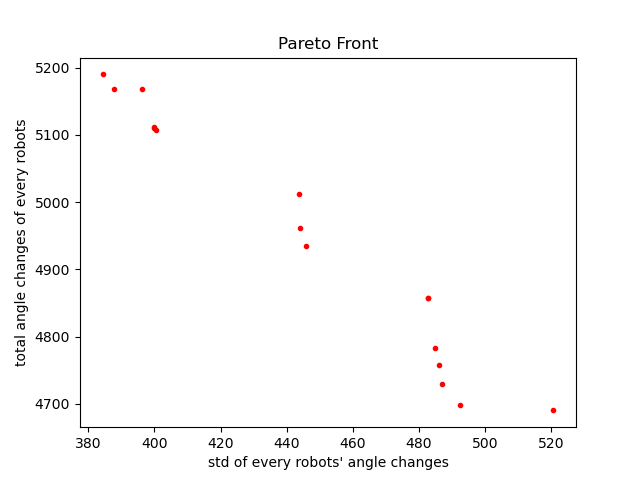 Pareto Front
5200
5100
5000
4900
4800
4700
total angle changes of every robots
380 400 420 440 460 480 500 520
std of every robots' angle changes